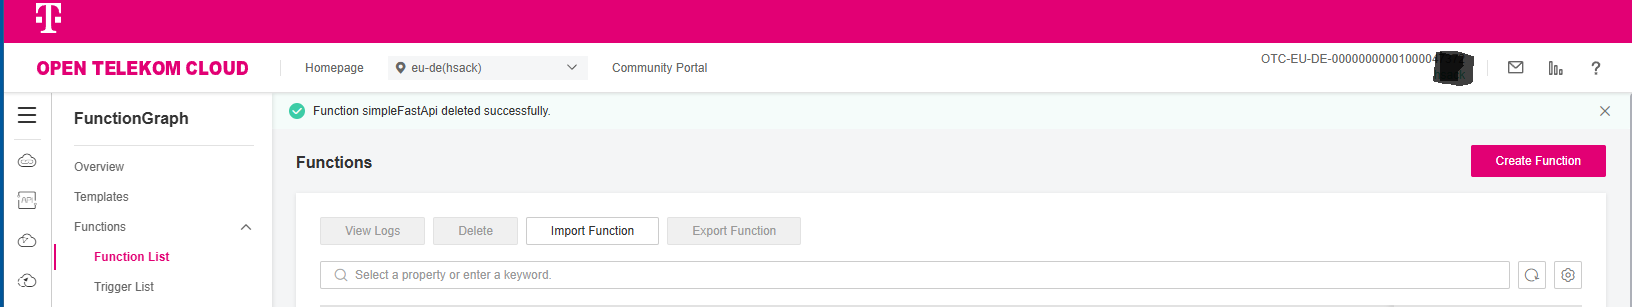 T
OPEN TELEKOM CLOUD
Homepage
eu-de(hsack)
Community Portal
OTC-EU-DE-0000000000100004
?
Function simpleFastApi deleted successfully.
FunctionGraph
Overview
Templates
Functions
Function List
Trigger List
API
Functions
Create Function
View Logs
Delete
Import Function
Export Function
Select a property or enter a keyword.